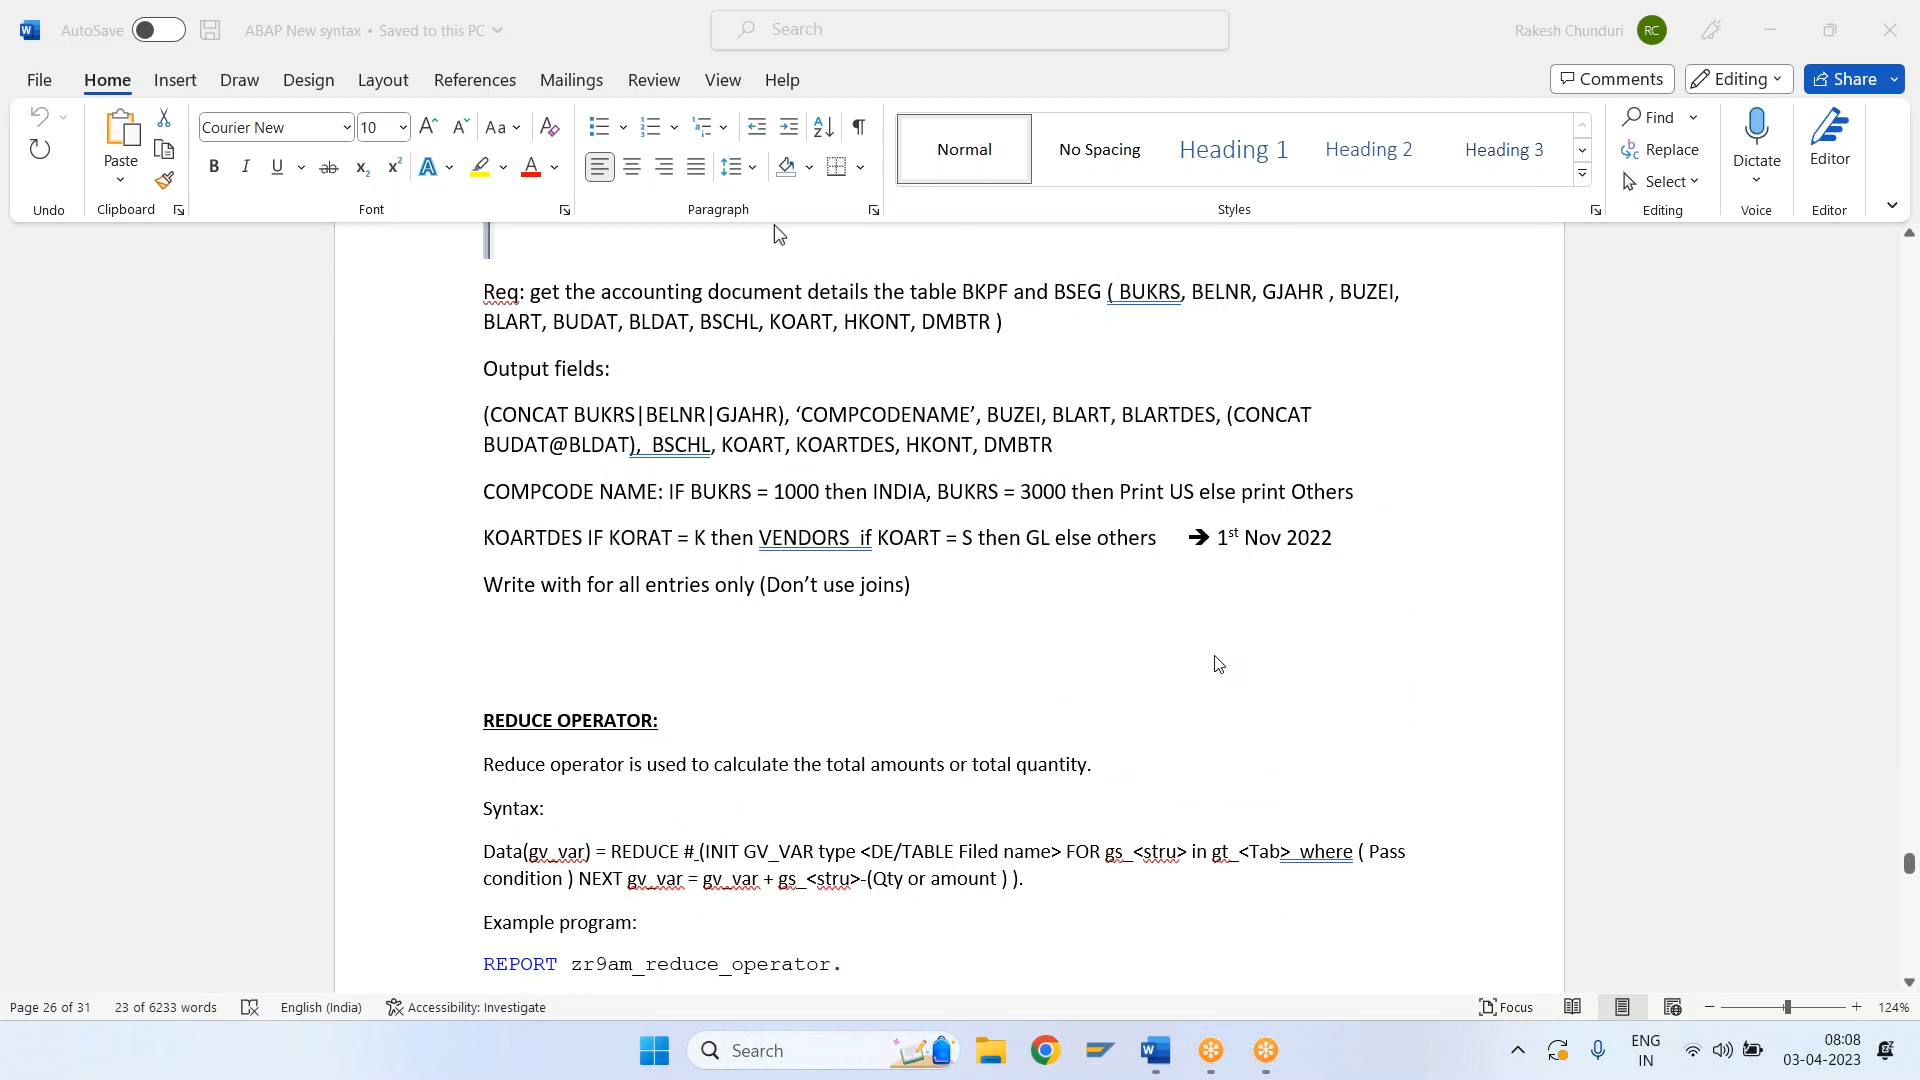 AutoSave
ABAP New syntax • Saved to this PC
Search
Rakesh Chunduri
RC
File Home Insert Draw Design Layout References Mailings Review View Help
Comments
Editing
Share
Courier New
10
Aa
Paste
B I U ab x₂ x² A A
Normal
No Spacing
Heading 1
Heading 2
Heading 3
Find
Replace
Select
Dictate
Editor
Undo
Clipboard
Font
Paragraph
Styles
Editing
Voice
Editor
Req: get the accounting document details the table BKPF and BSEG ( BUKRS, BELNR, GJAHR , BUZEI,
BLART, BUDAT, BLDAT, BSCHL, KOART, HKONT, DMBTR )
Output fields:
(CONCAT BUKRS|BELNR|GJAHR), ‘COMPCODENAME’, BUZEI, BLART, BLARTDES, (CONCAT
BUDAT@BLDAT),  BSCHL, KOART, KOARTDES, HKONT, DMBTR
COMPCODE NAME: IF BUKRS = 1000 then INDIA, BUKRS = 3000 then Print US else print Others
KOARTDES IF KORAT = K then VENDORS  if KOART = S then GL else others ➔ 1st Nov 2022
Write with for all entries only (Don’t use joins)
REDUCE OPERATOR:
Reduce operator is used to calculate the total amounts or total quantity.
Syntax:
Data(gv_var) = REDUCE # (INIT GV_VAR type <DE/TABLE Filed name> FOR gs_<stru> in gt_<Tab>  where ( Pass
condition ) NEXT gv_var = gv_var + gs_<stru>-(Qty or amount ) ).
Example program:
REPORT zr9am_reduce_operator.
Page 26 of 31
23 of 6233 words
English (India)
Accessibility: Investigate
Focus
124%
Search
ENG
IN
08:08
03-04-2023